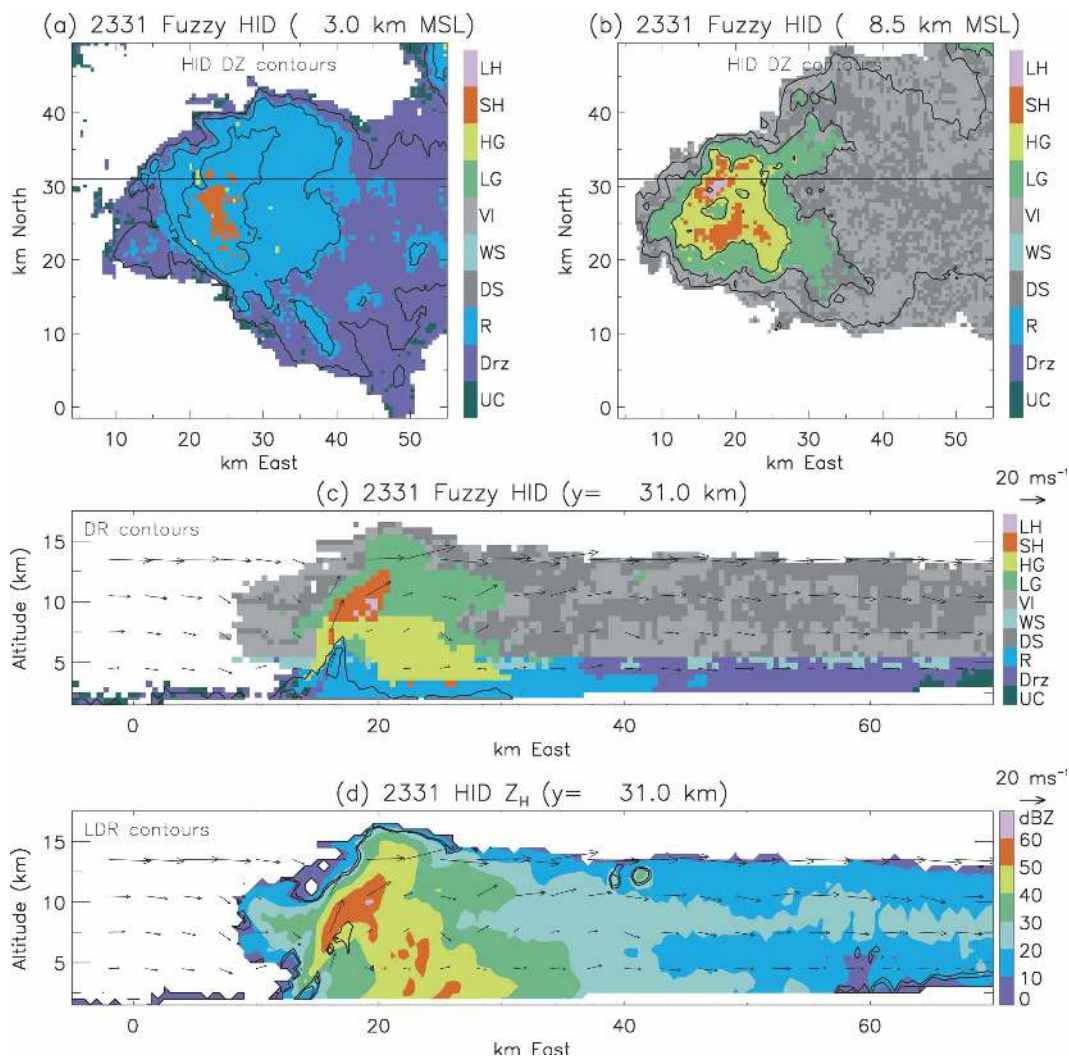 (a) 2331 Fuzzy HID ( 3.0 km MSL)
HID DZ contours
km North
40
30
20
10
0
10 20 30 40 50
km East
LH
SH
HG
LG
VI
WS
DS
R
Drz
UC
(b) 2331 Fuzzy HID ( 8.5 km MSL)
HID DZ contours
km North
40
30
20
10
0
10 20 30 40 50
km East
LH
SH
HG
LG
VI
WS
DS
R
Drz
UC
(c) 2331 Fuzzy HID (y= 31.0 km)
20 ms⁻¹
DR contours
Altitude (km)
15
10
5
0 20 40 60
km East
LH
SH
HG
LG
VI
WS
DS
R
Drz
UC
(d) 2331 HID Z_H (y= 31.0 km)
20 ms⁻¹
LDR contours
Altitude (km)
15
10
5
0 20 40 60
km East
dBZ
60
50
40
30
20
10
0